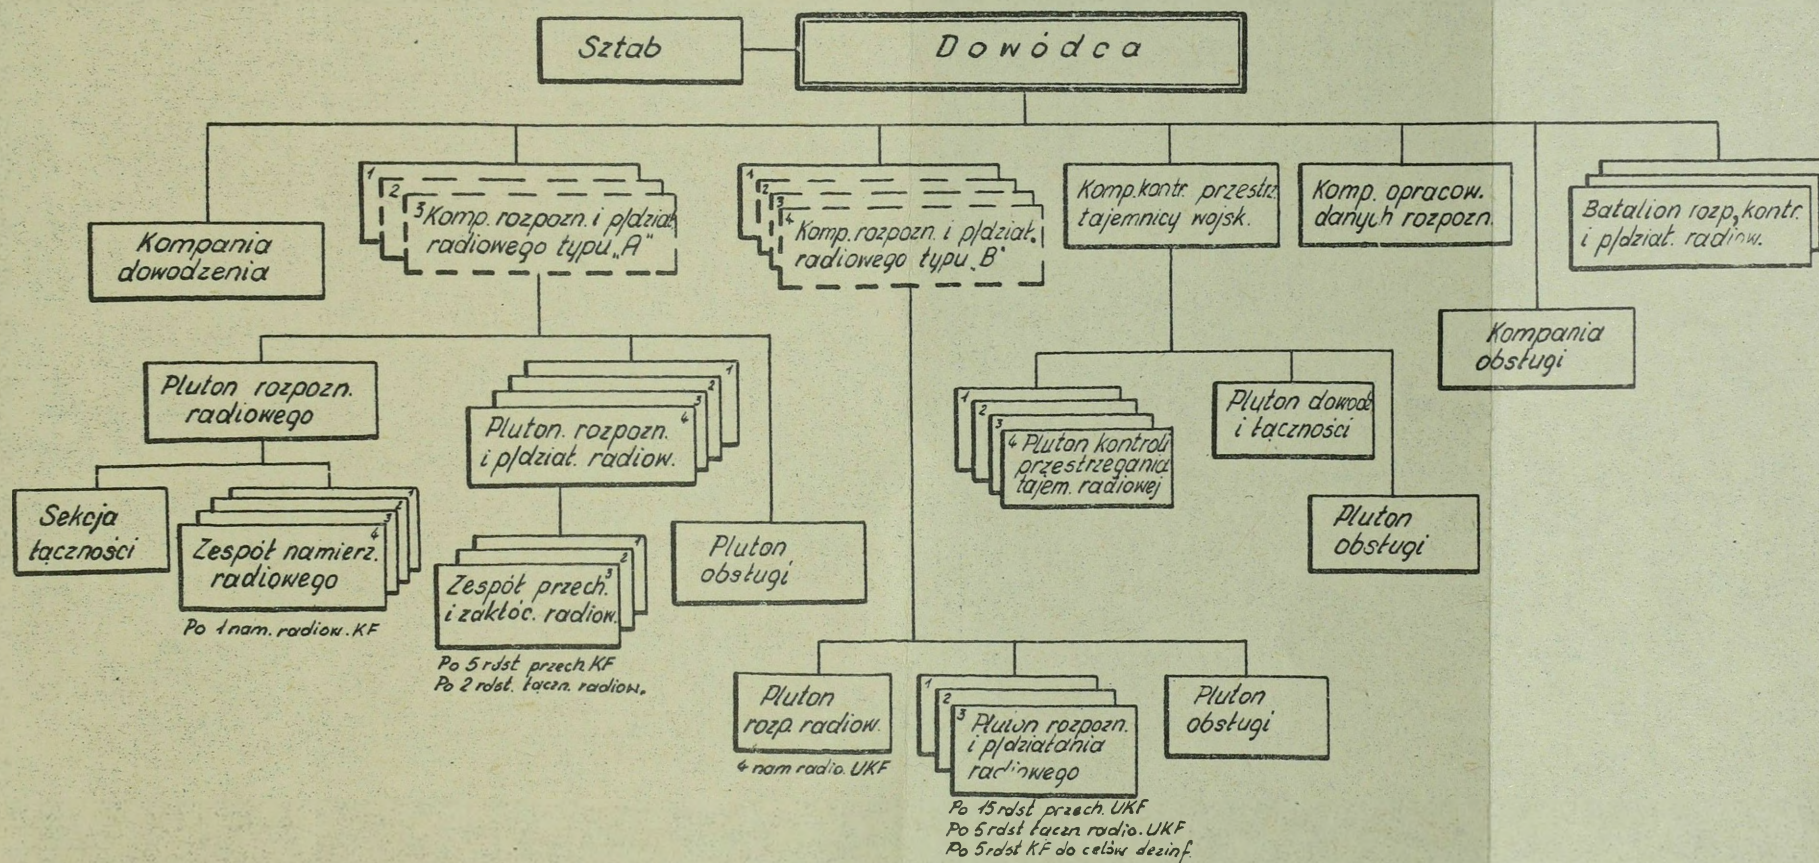 Sztab
Dowódca
Kompania
dowodzenia
1
2
3 Komp. rozpozn. i p/dział.
radiowego typu „A"
1
2
3
4 Komp. rozpozn. i p/dział.
radiowego typu „B"
Komp. kontr. przestrz.
tajemnicy wojsk.
Komp. opracow.
danych rozpozn.
Kompania
obsługi
Batalion rozp, kontr.
i p/dział. radiow.
Pluton rozpozn.
radiowego
Sekcja
łączności
1
2
3
4
Zespół namierz.
radiowego
Po 1 nam. radiow. KF
1
2
3
4
Pluton. rozpozn.
i p/dział. radiow.
1
2
3
Zespół przech.
i zakłóc. radiow.
Po 5 rdst przech KF
Po 2 rdst. łączn. radiow.
Pluton
obsługi
1
2
3
4 Pluton kontroli
przestrzegania
tajem. radiowej
Pluton dowodz
i łączności
Pluton
obsługi
Pluton
rozp. radiow.
4 nam radio. UKF
1
2
3 Pluton rozpozn.
i p/działania
radiowego
Po 15 rdst przech. UKF
Po 5 rdst łączn radio. UKF
Po 5 rdst KF do celów dezinf.
Pluton
obsługi